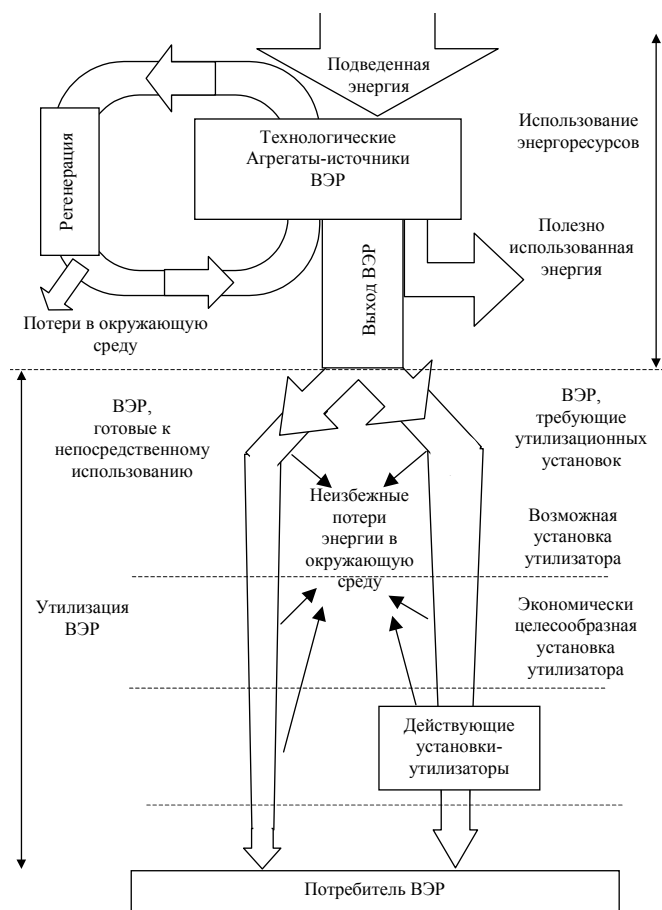 Подведенная
энергия
Технологические
Агрегаты-источники
ВЭР
Использование
энергоресурсов
Регенерация
Полезно
использованная
энергия
Выход ВЭР
Потери в окружающую
среду
ВЭР,
готовые к
непосредственному
использованию
ВЭР,
требующие
утилизационных
установок
Неизбежные
потери
энергии в
окружающую
среду
Возможная
установка
утилизатора
Утилизация
ВЭР
Экономически
целесообразная
установка
утилизатора
Действующие
установки-
утилизаторы
Потребитель ВЭР